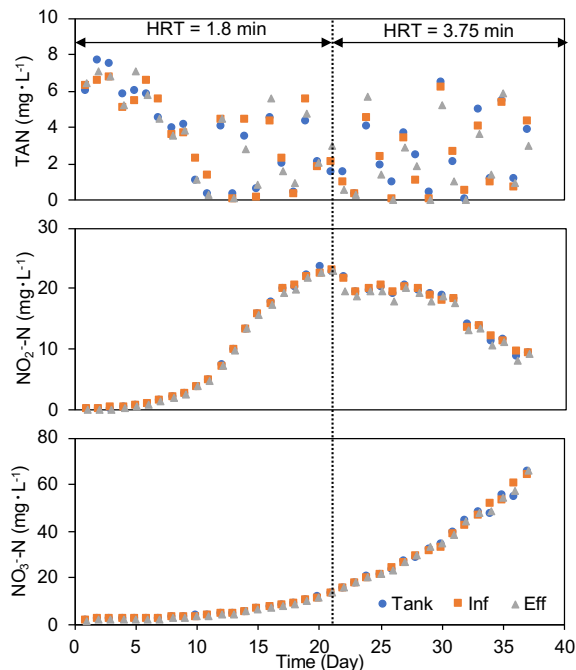 HRT = 1.8 min
HRT = 3.75 min
TAN (mg·L⁻¹)
10
8
6
4
2
0
NO₂⁻-N (mg·L⁻¹)
30
20
10
0
NO₃⁻-N (mg·L⁻¹)
80
60
40
20
0
Tank Inf Eff
0 5 10 15 20 25 30 35 40
Time (Day)